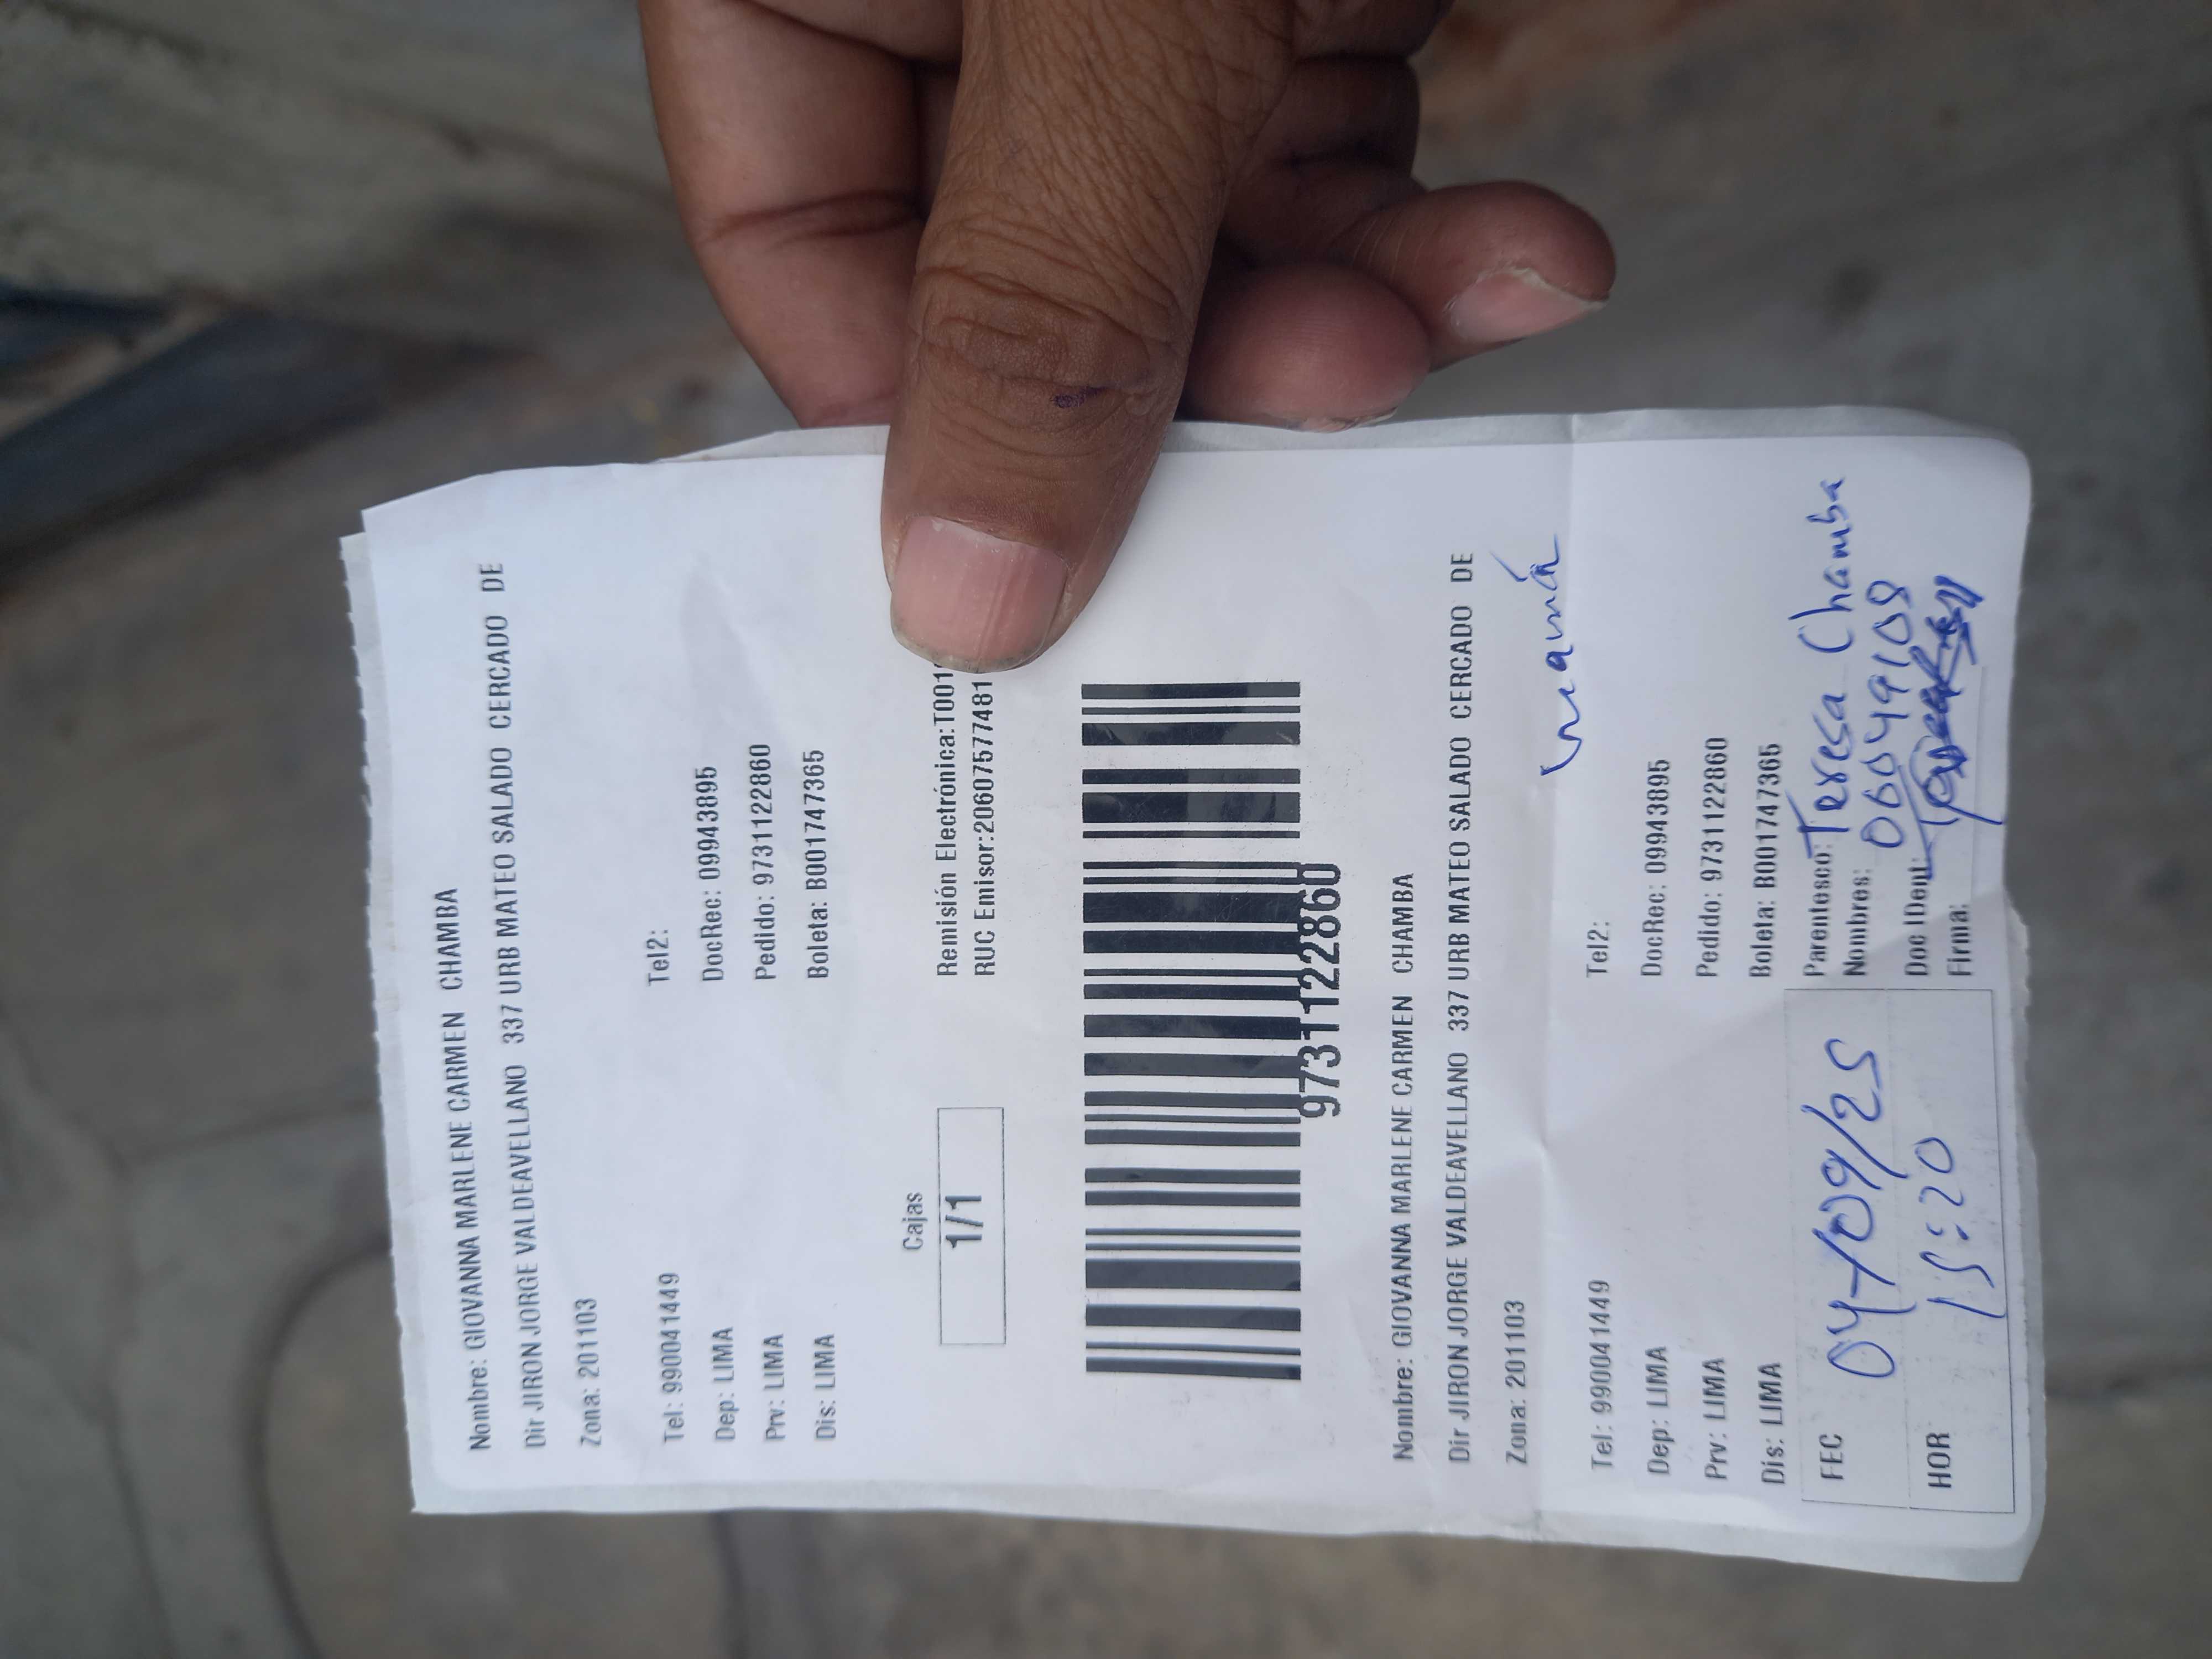 Nombre: GIOVANNA MARLENE CARMEN CHAMBA
Dir JIRON JORGE VALDEAVELLANO 337 URB MATEO SALADO CERCADO DE
Zona: 201103
Tel: 990041449 Tel2:
Dep: LIMA DocRec: 09943895
Prv: LIMA Pedido: 9731122860
Dis: LIMA Boleta: B001747365
Cajas
1/1
Remisión Electrónica:T001
RUC Emisor:20607577481
9731122860
Nombre: GIOVANNA MARLENE CARMEN CHAMBA
Dir JIRON JORGE VALDEAVELLANO 337 URB MATEO SALADO CERCADO DE
Zona: 201103
mamá
Tel: 990041449 Tel2:
Dep: LIMA DocRec: 09943895
Prv: LIMA Pedido: 9731122860
Dis: LIMA Boleta: B001747365
FEC 04/09/25
HOR 15:20
Parentesco: Teresa Chamba
Nombres: 06049108
Doc IDent:
Firma: